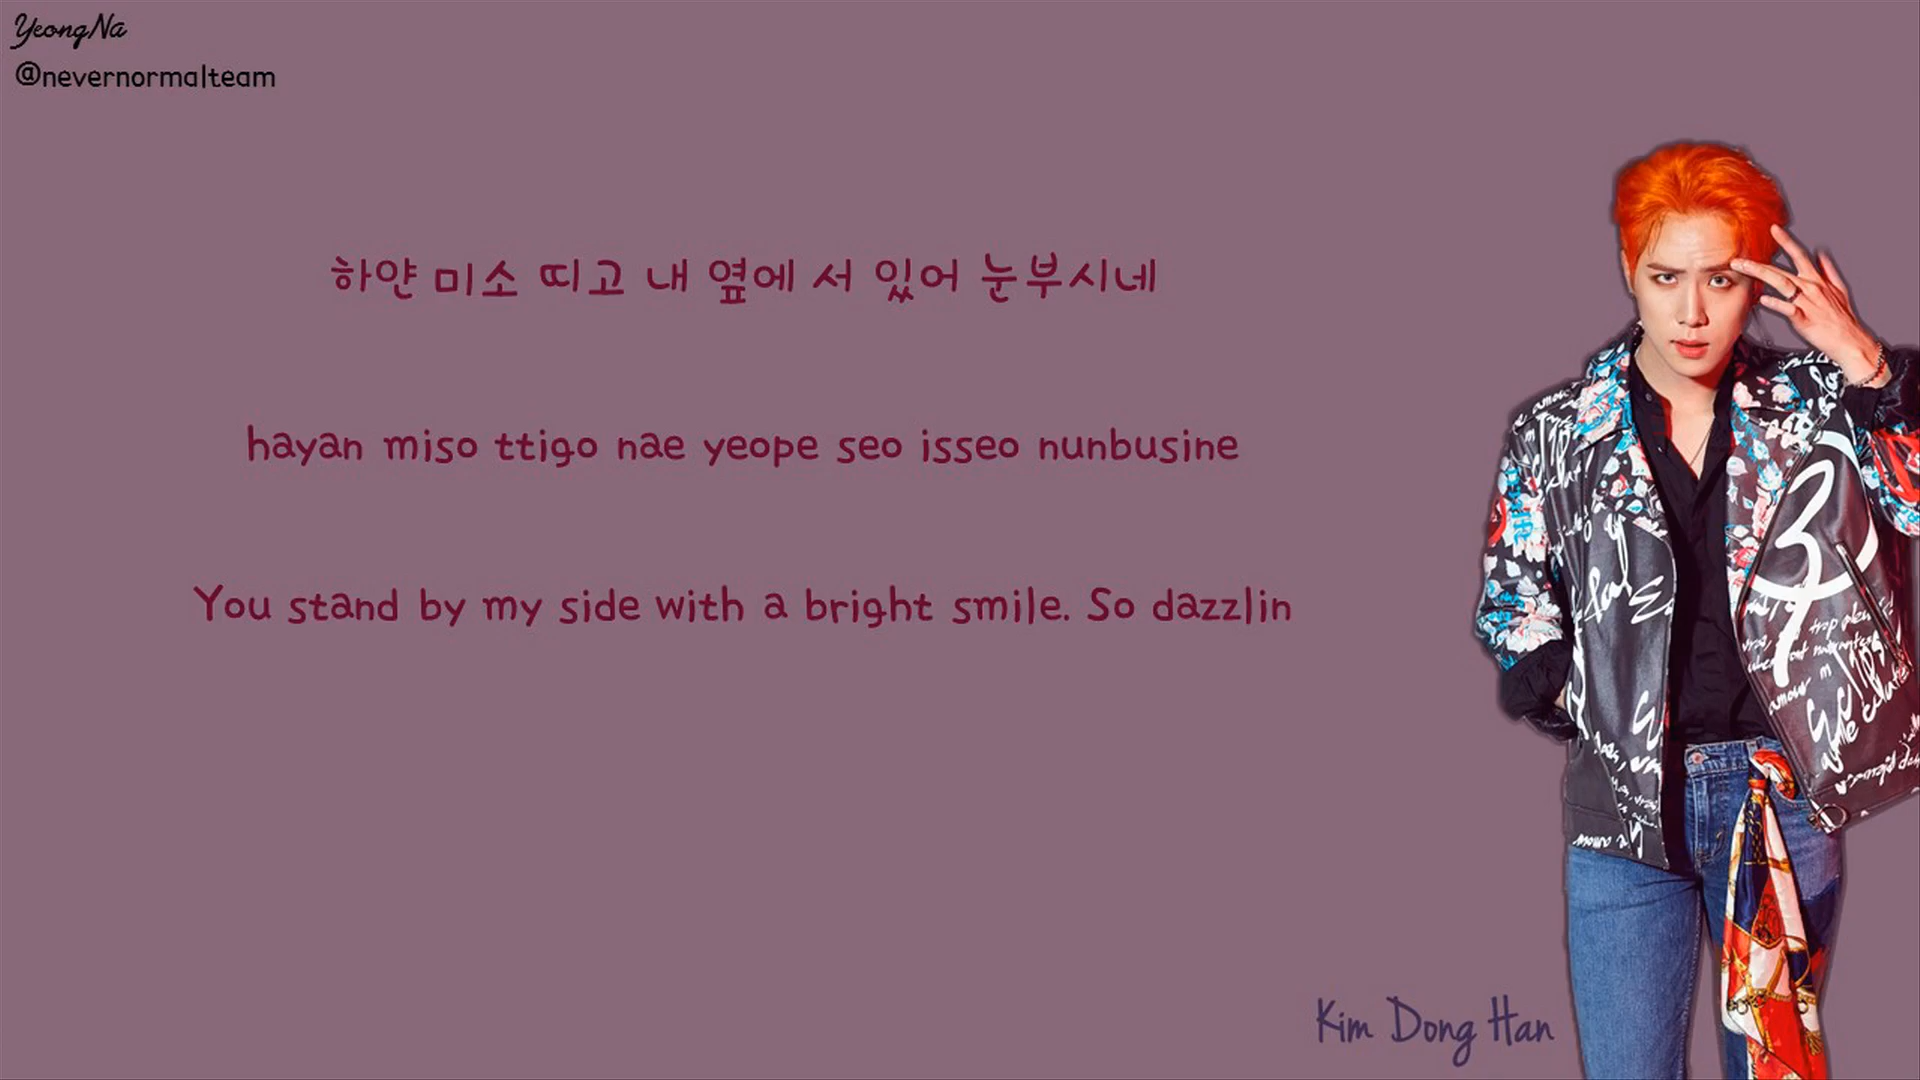 YeongNa
@nevernormalteam
하얀 미소 띠고 내 옆에 서 있어 눈부시네
hayan miso ttigo nae yeope seo isseo nunbusine
You stand by my side with a bright smile. So dazzlin
Kim Dong Han